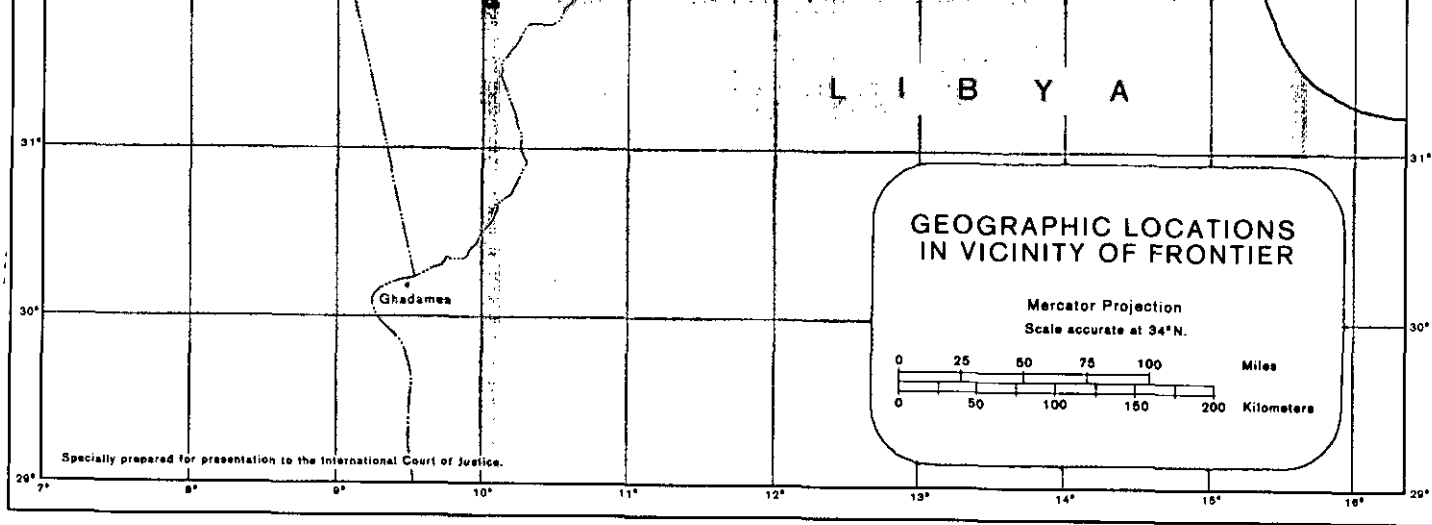 L I B Y A
31°
31°
GEOGRAPHIC LOCATIONS
IN VICINITY OF FRONTIER
Ghadames
Mercator Projection
30°
30°
Scale accurate at 34°N.
0 25 50 75 100 Miles
0 50 100 150 200 Kilometers
Specially prepared for presentation to the International Court of Justice.
29°
29°
7° 8° 9° 10° 11° 12° 13° 14° 15° 16°